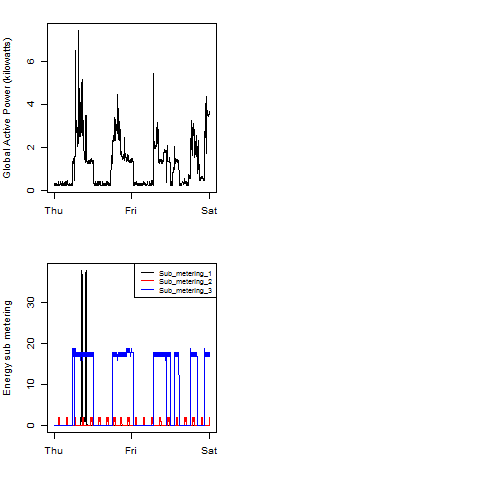 Global Active Power (kilowatts)
6
4
2
0
Thu
Fri
Sat
Energy sub metering
30
20
10
0
Sub_metering_1
Sub_metering_2
Sub_metering_3
Thu
Fri
Sat